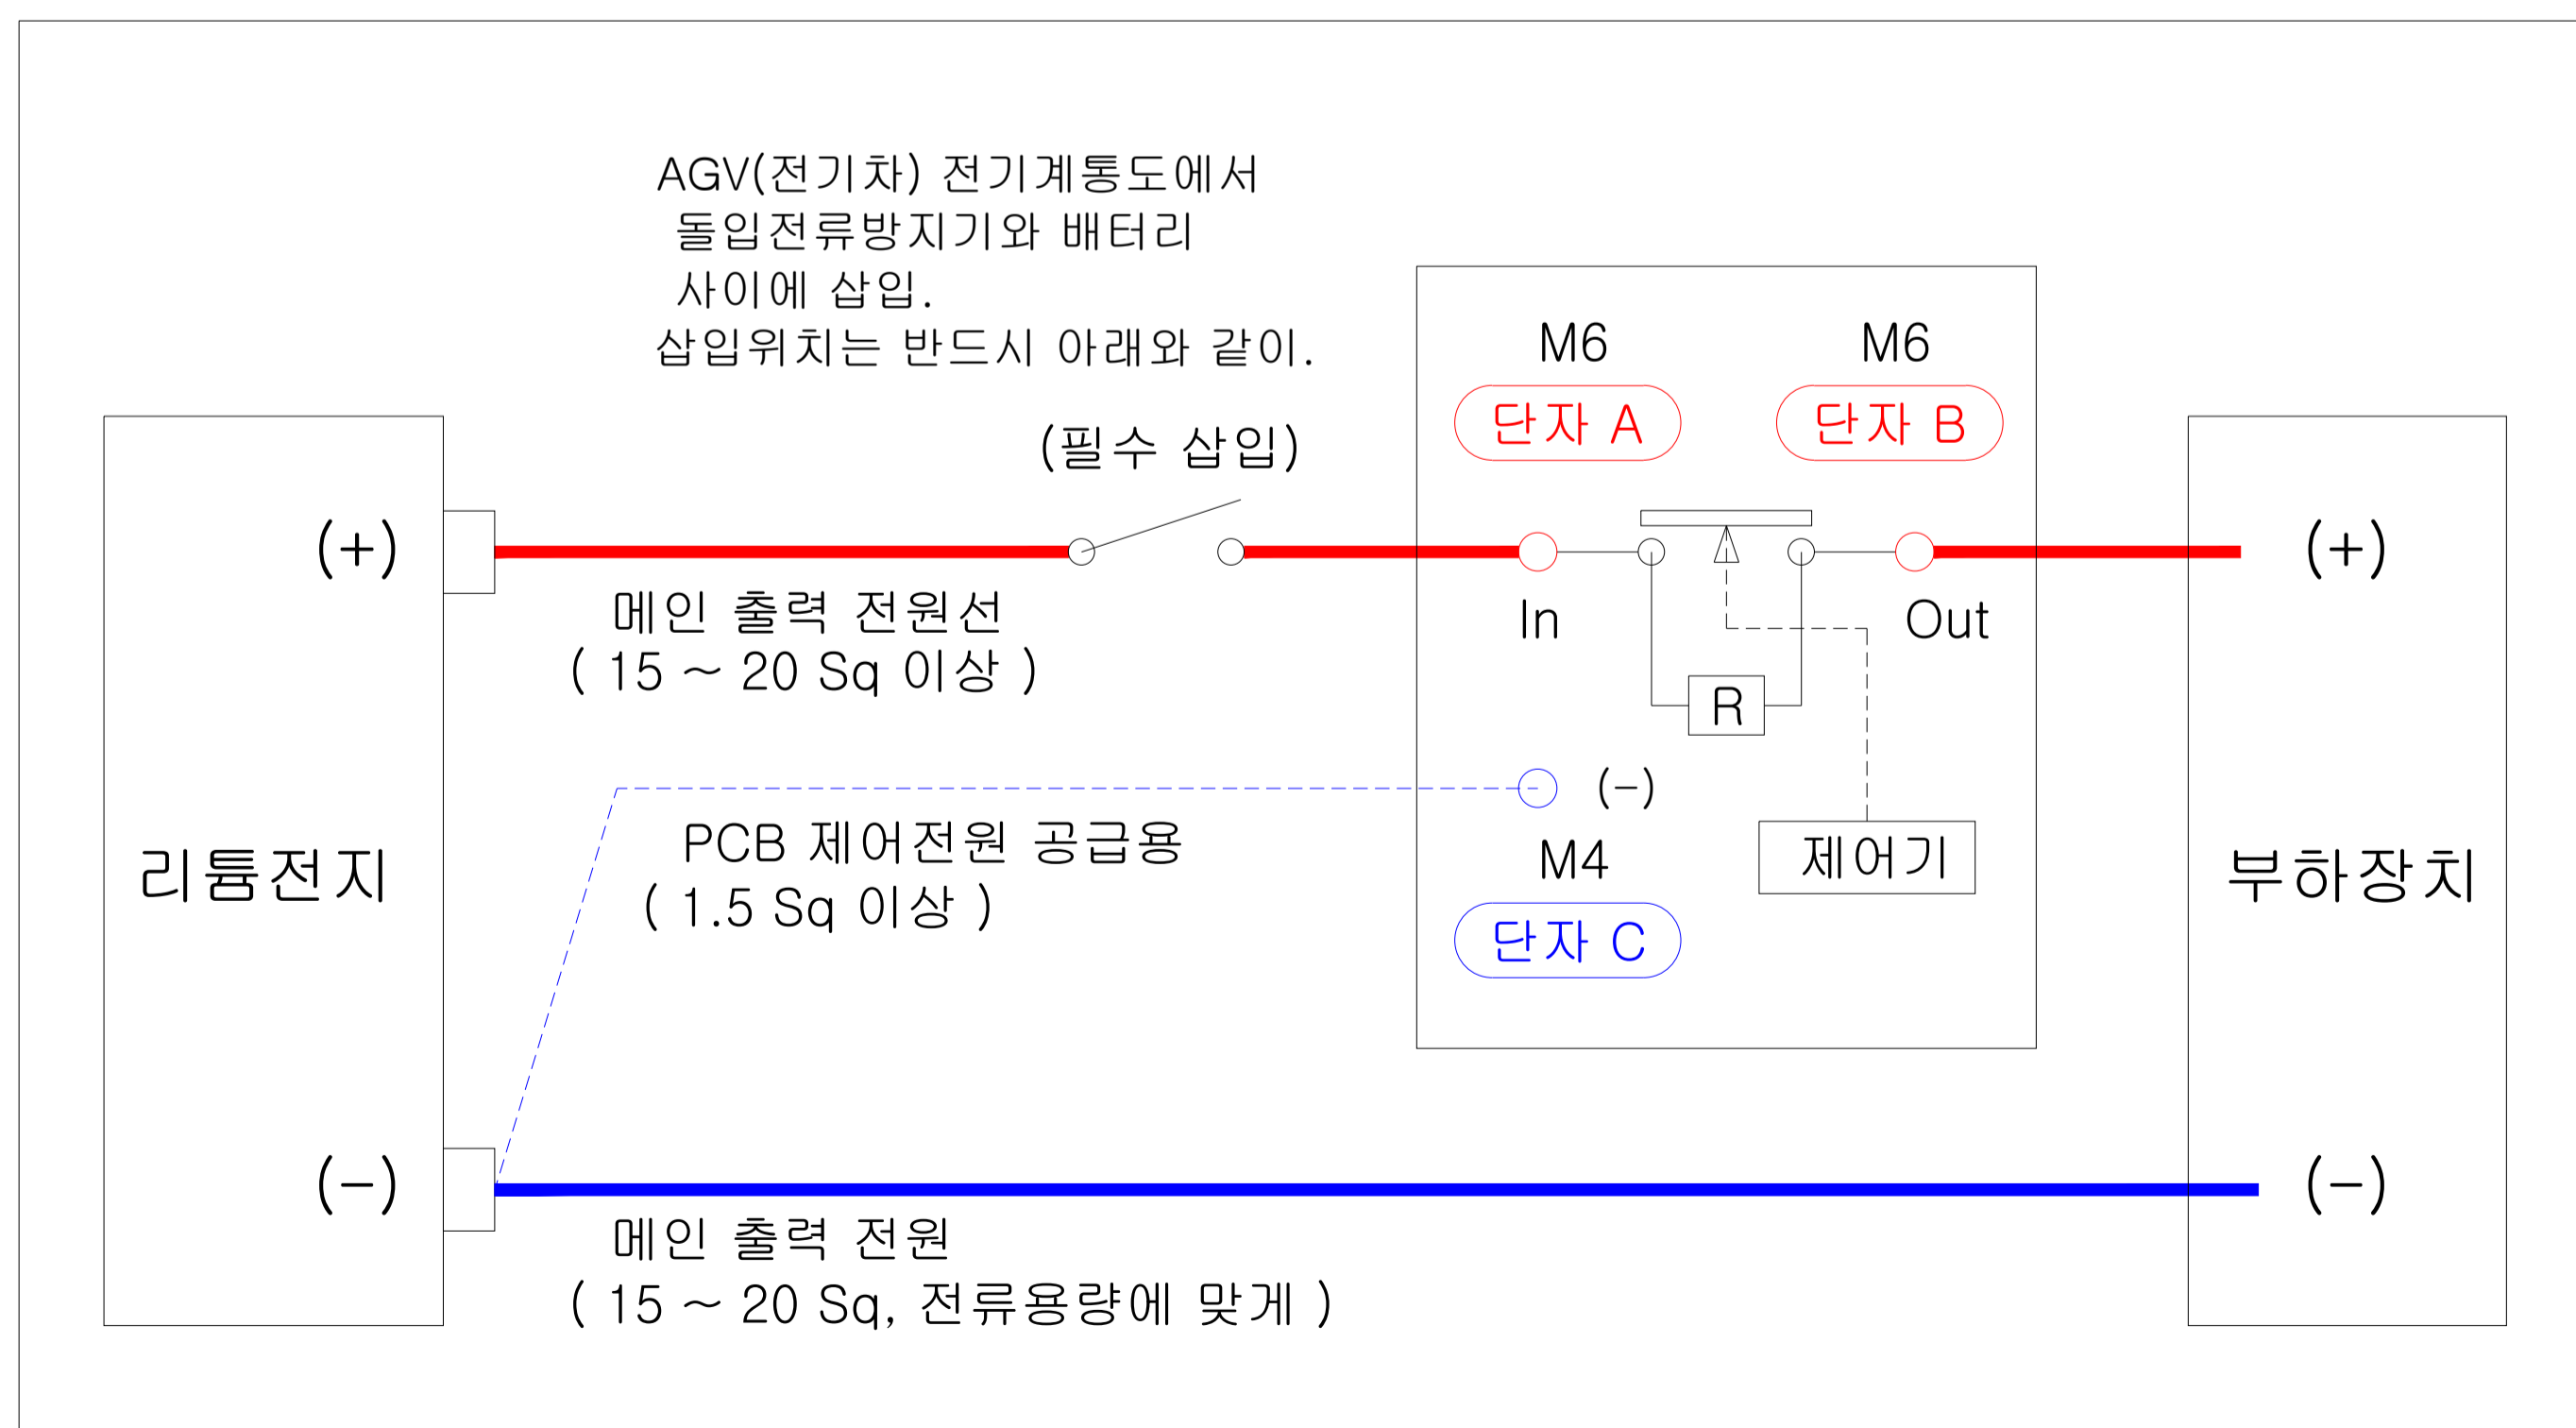 AGV(전기차) 전기계통도에서
돌입전류방지기와 배터리
사이에 삽입.
삽입위치는 반드시 아래와 같이.
(필수 삽입)
M6
M6
단자 A
단자 B
(+)
(+)
In
Out
메인 출력 전원선
( 15 ~ 20 Sq 이상 )
R
(-)
PCB 제어전원 공급용
( 1.5 Sq 이상 )
M4
제어기
단자 C
리튬전지
부하장치
(-)
(-)
메인 출력 전원
( 15 ~ 20 Sq, 전류용량에 맞게 )